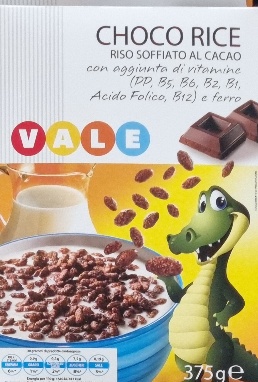 CHOCO RICE
RISO SOFFIATO AL CACAO
con aggiunta di vitamine
(PP, B5, B6, B2, B1,
Acido Folico, B12) e ferro
VALE
375g℮